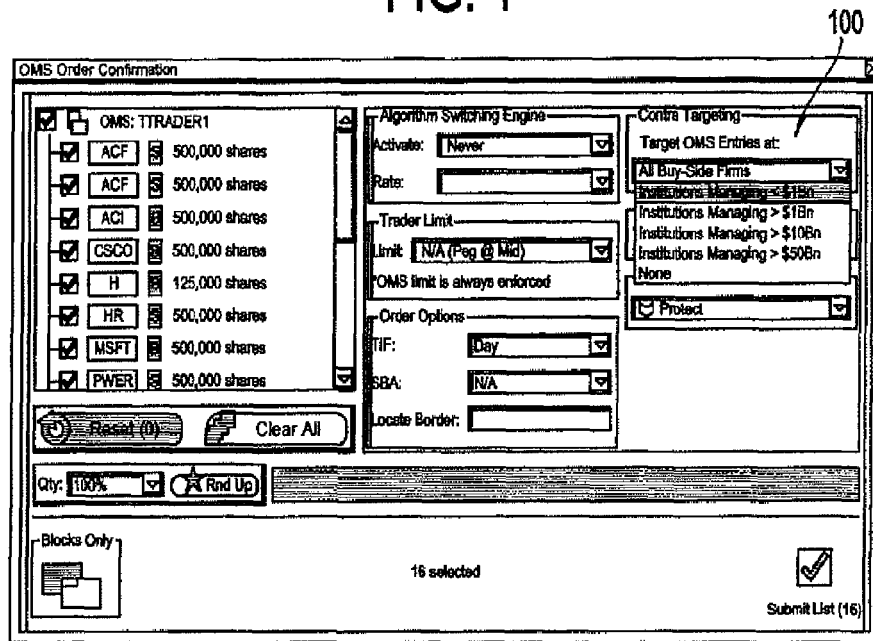 FIG. 1
100
OMS Order Confirmation
OMS: TTRADER1
ACF 500,000 shares
ACF 500,000 shares
ACI 500,000 shares
CSCO 500,000 shares
H 125,000 shares
HR 500,000 shares
MSFT 500,000 shares
PWER 500,000 shares
Reset (0)
Clear All
Algorithm Switching Engine
Activate: Never
Rate:
Trader Limit
Limit: N/A (Peg @ Mid)
*OMS limit is always enforced
Order Options
TIF: Day
SBA: N/A
Locate Border:
Contra Targeting
Target OMS Entries at:
All Buy-Side Firms
Institutions Managing < $1Bn
Institutions Managing > $1Bn
Institutions Managing > $10Bn
Institutions Managing > $50Bn
None
Protect
Qty: 100%
Rnd Up
Blocks Only
16 selected
Submit List (16)